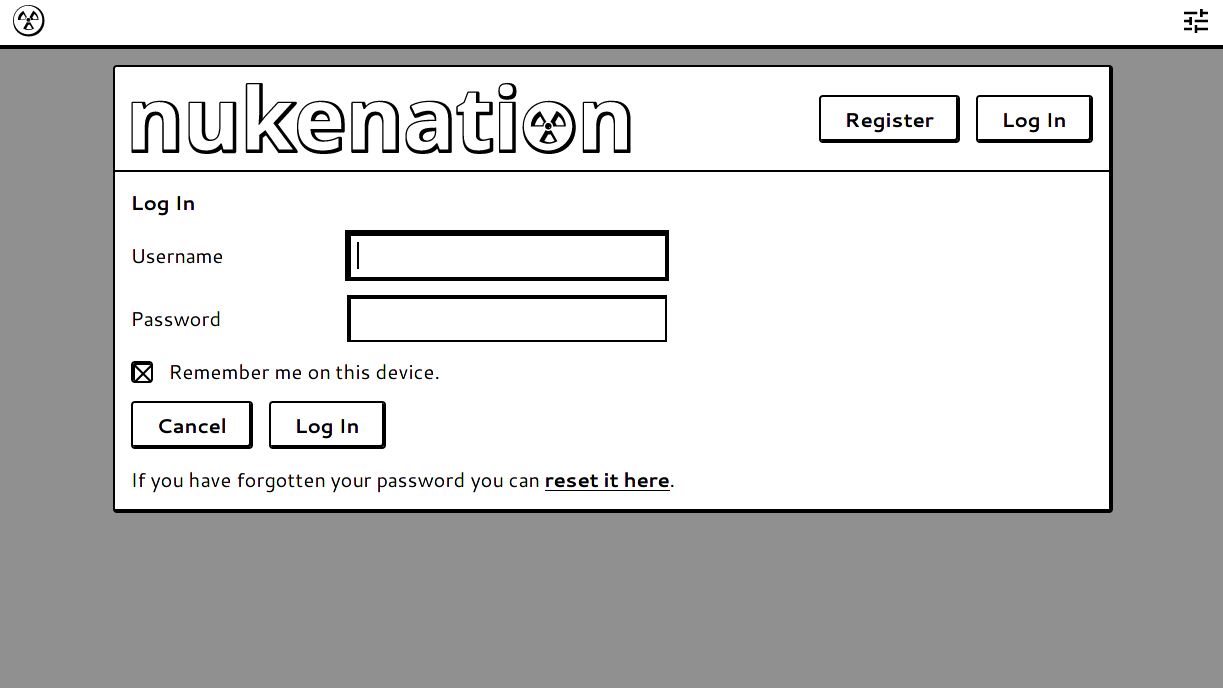 nukenation
Register
Log In
Log In
Username
Password
Remember me on this device.
Cancel
Log In
If you have forgotten your password you can reset it here.